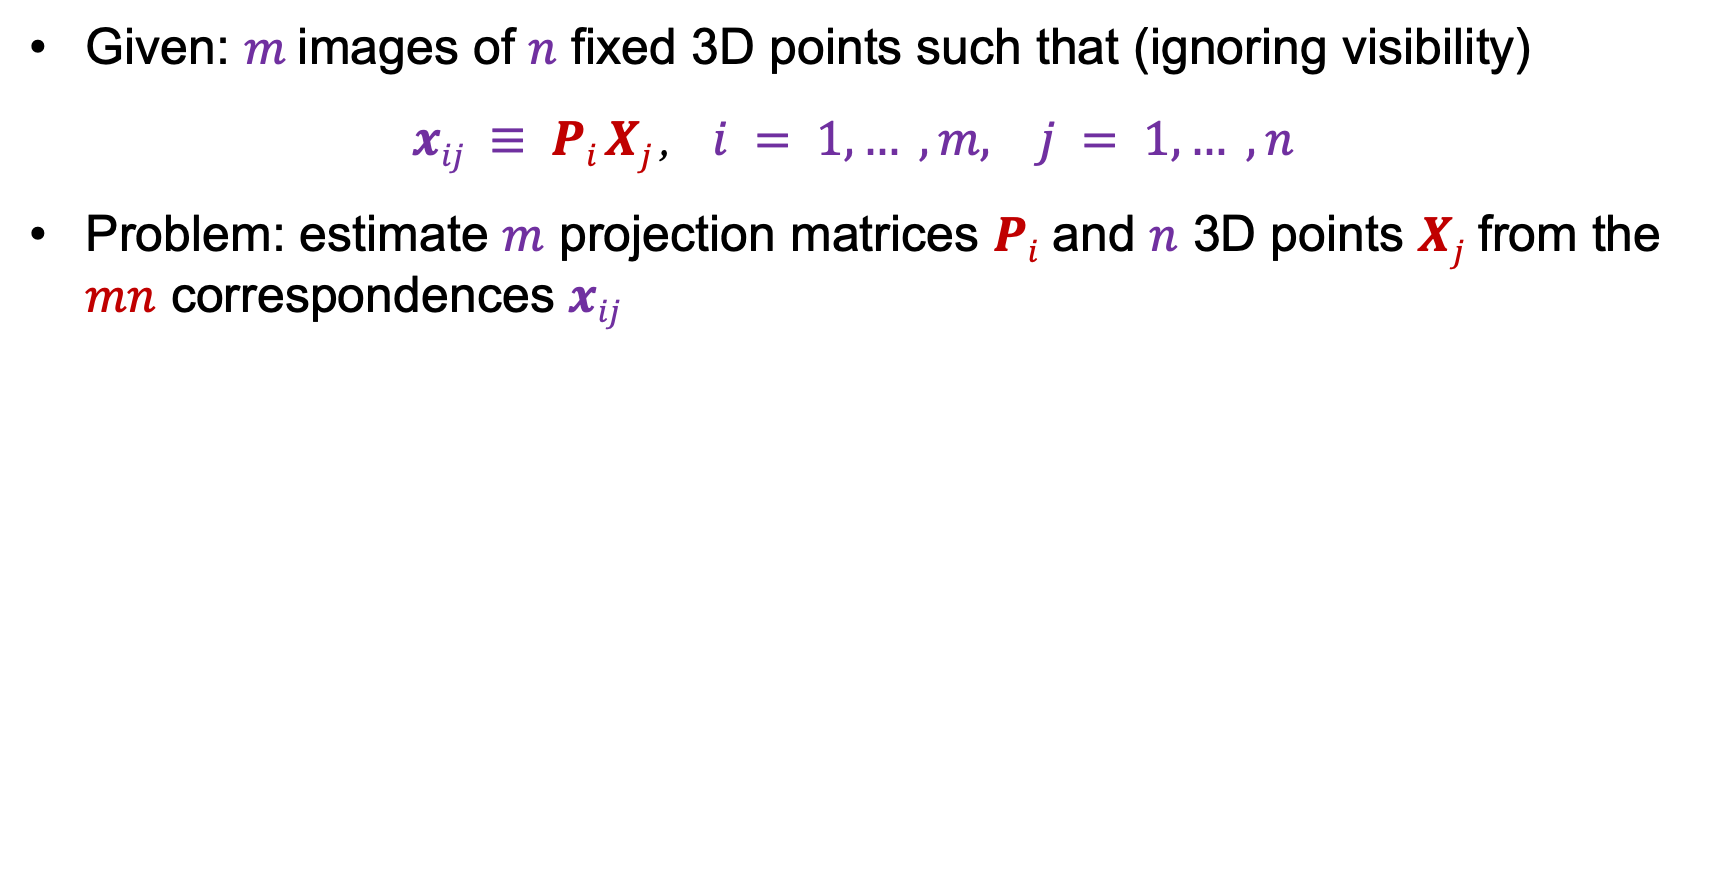 • Given: m images of n fixed 3D points such that (ignoring visibility)
x_ij ≡ P_i X_j, i = 1, … , m, j = 1, … , n
• Problem: estimate m projection matrices P_i and n 3D points X_j from the
mn correspondences x_ij